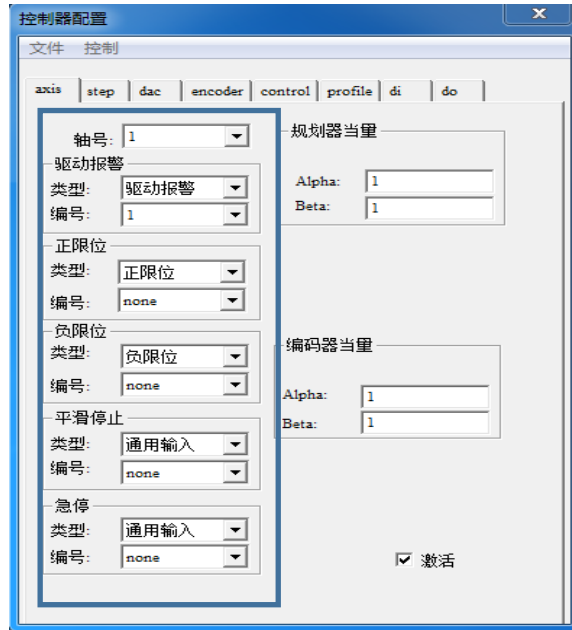 控制器配置
x
文件 控制
axis step dac encoder control profile di do
轴号: 1
驱动报警
类型: 驱动报警
编号: 1
正限位
类型: 正限位
编号: none
负限位
类型: 负限位
编号: none
平滑停止
类型: 通用输入
编号: none
急停
类型: 通用输入
编号: none
规划器当量
Alpha: 1
Beta: 1
编码器当量
Alpha: 1
Beta: 1
激活